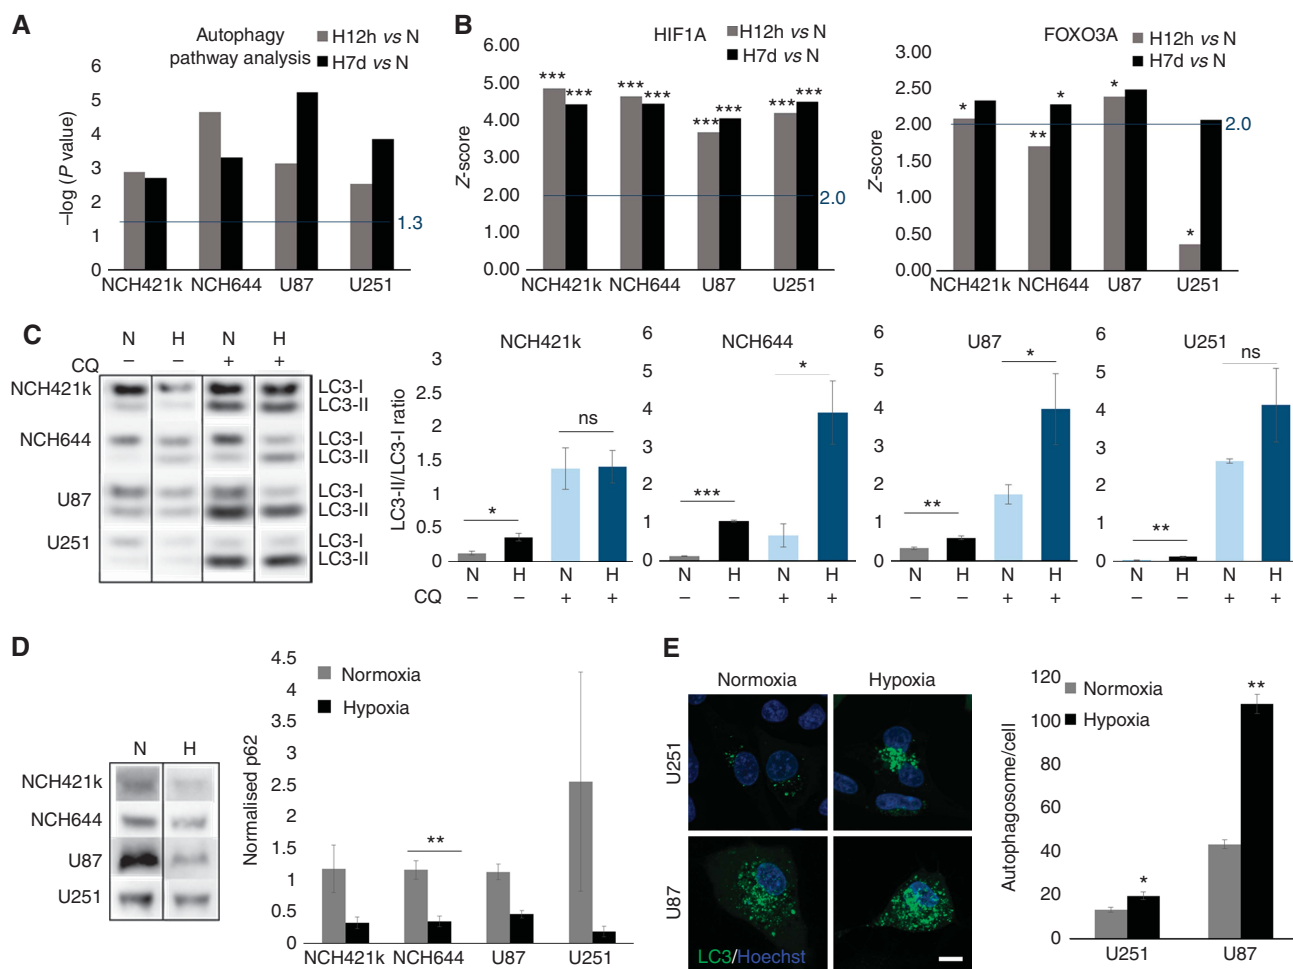 A
Autophagy
pathway analysis
H12h vs N
H7d vs N
–log (P value)
6
5
4
3
2
1
0
1.3
NCH421k NCH644 U87 U251
B
HIF1A
H12h vs N
H7d vs N
Z-score
6.00
5.00
4.00
3.00
2.00
1.00
0.00
*** *** *** *** *** *** *** ***
2.0
NCH421k NCH644 U87 U251
FOXO3A
H12h vs N
H7d vs N
Z-score
3.00
2.50
2.00
1.50
1.00
0.50
0.00
* ** * * *
2.0
NCH421k NCH644 U87 U251
C
N H N H
CQ – – + +
NCH421k LC3-I
LC3-II
NCH644 LC3-I
LC3-II
U87 LC3-I
LC3-II
U251 LC3-I
LC3-II
LC3-II/LC3-I ratio
NCH421k
3
2.5
2
1.5
1
0.5
0
* ns
N H N H
CQ – – + +
NCH644
6
5
4
3
2
1
0
*** *
N H N H
– – + +
U87
6
5
4
3
2
1
0
** *
N H N H
– – + +
U251
6
5
4
3
2
1
0
** ns
N H N H
– – + +
D
N H
NCH421k
NCH644
U87
U251
Normalised p62
4.5
4
3.5
3
2.5
2
1.5
1
0.5
0
Normoxia
Hypoxia
**
NCH421k NCH644 U87 U251
E
Normoxia Hypoxia
U251
U87
LC3/Hoechst
Autophagosome/cell
120
100
80
60
40
20
0
Normoxia
Hypoxia
* **
U251 U87